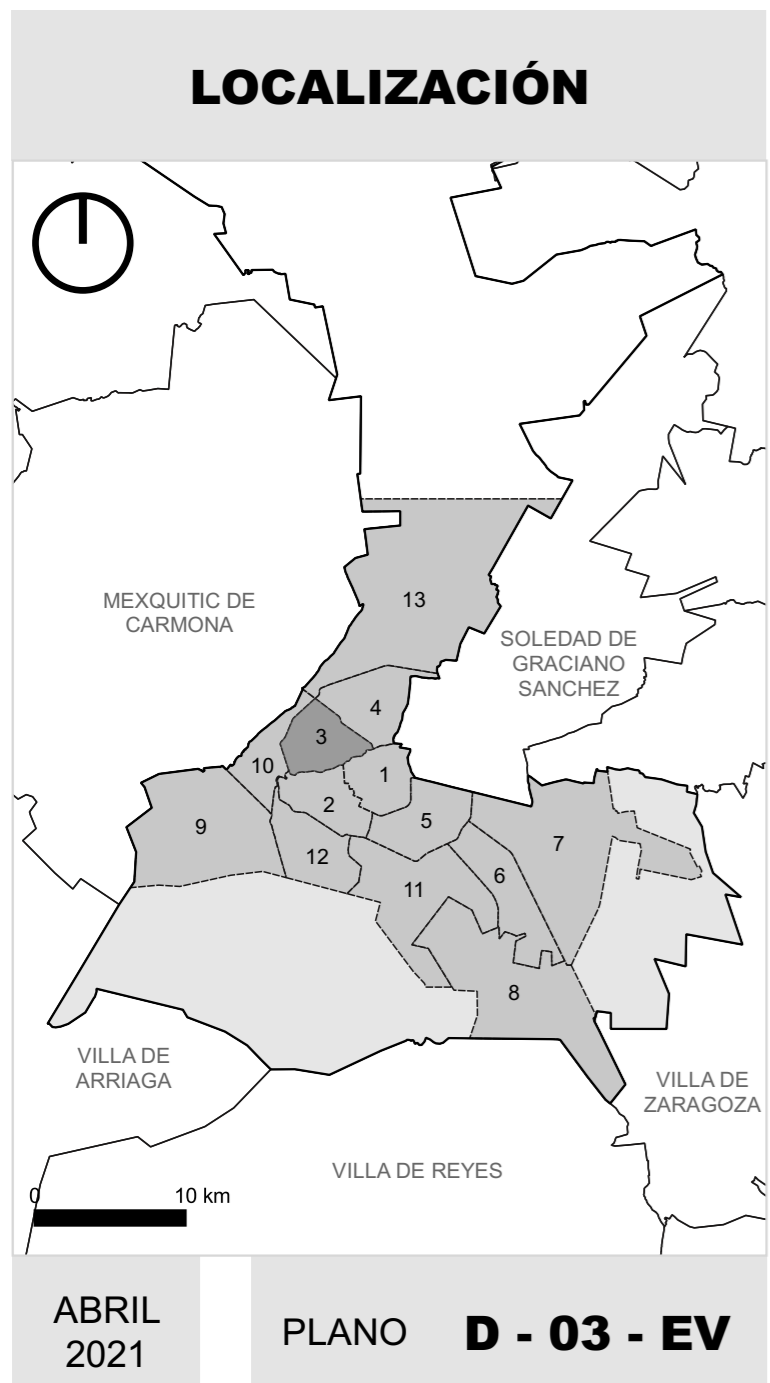 LOCALIZACIÓN
MEXQUITIC DE
CARMONA
13
SOLEDAD DE
GRACIANO
SANCHEZ
4
3
10
1
2
9
5
7
12
6
11
8
VILLA DE
ARRIAGA
VILLA DE
ZARAGOZA
VILLA DE REYES
0 10 km
ABRIL
2021
PLANO D - 03 - EV